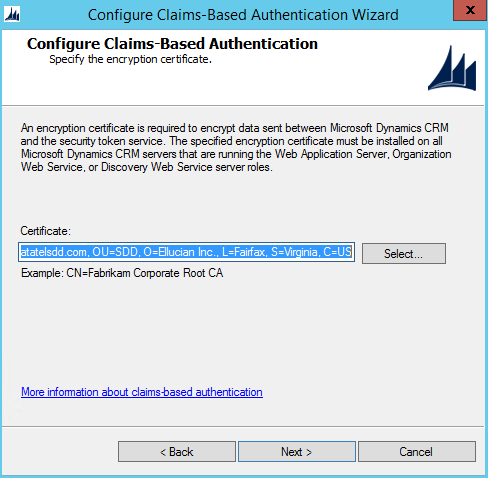 Configure Claims-Based Authentication Wizard
x
Configure Claims-Based Authentication
Specify the encryption certificate.
An encryption certificate is required to encrypt data sent between Microsoft Dynamics CRM
and the security token service. The specified encryption certificate must be installed on all
Microsoft Dynamics CRM servers that are running the Web Application Server, Organization
Web Service, or Discovery Web Service server roles.
Certificate:
atatelsdd.com, OU=SDD, O=Ellucian Inc., L=Fairfax, S=Virginia, C=US
Select...
Example: CN=Fabrikam Corporate Root CA
More information about claims-based authentication
< Back
Next >
Cancel